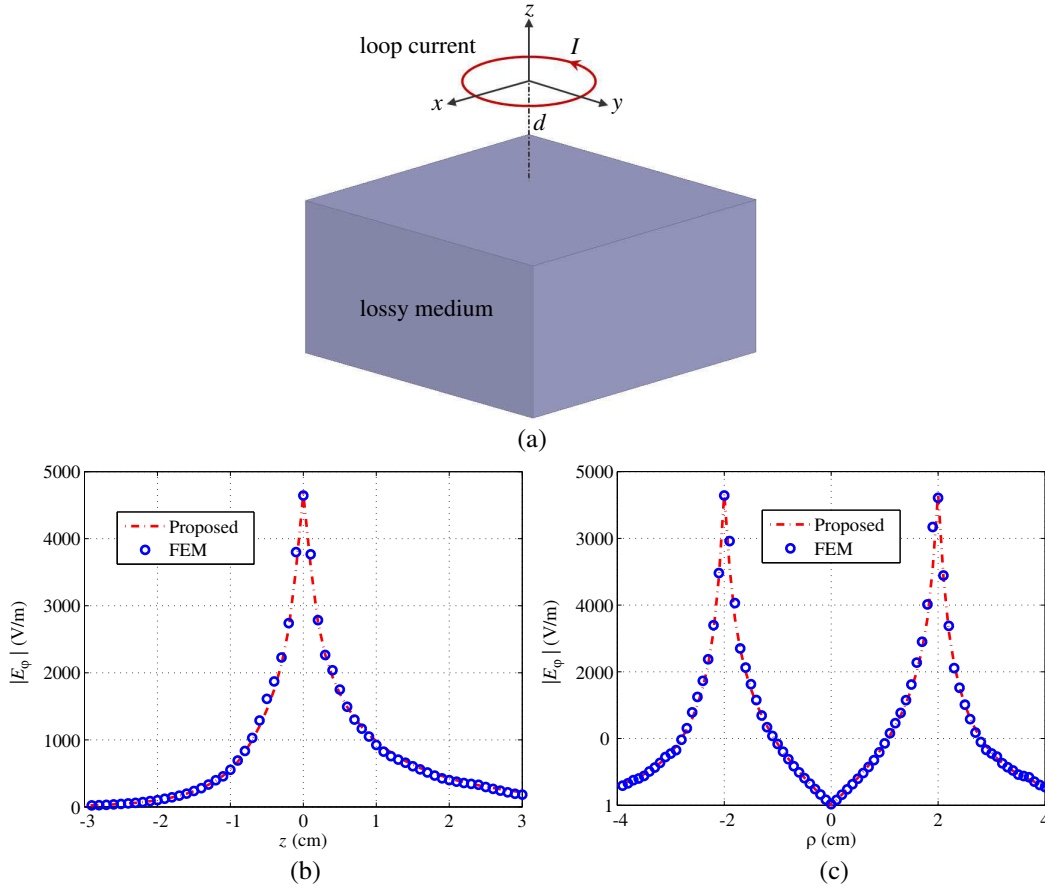 z
loop current
I
x
y
d
lossy medium
(a)
5000
4000
3000
2000
1000
0
-3
-2
-1
0
1
2
3
|Eφ| (V/m)
z (cm)
Proposed
FEM
(b)
5000
3000
4000
2000
0
1
-4
-2
0
2
4
|Eφ| (V/m)
ρ (cm)
Proposed
FEM
(c)